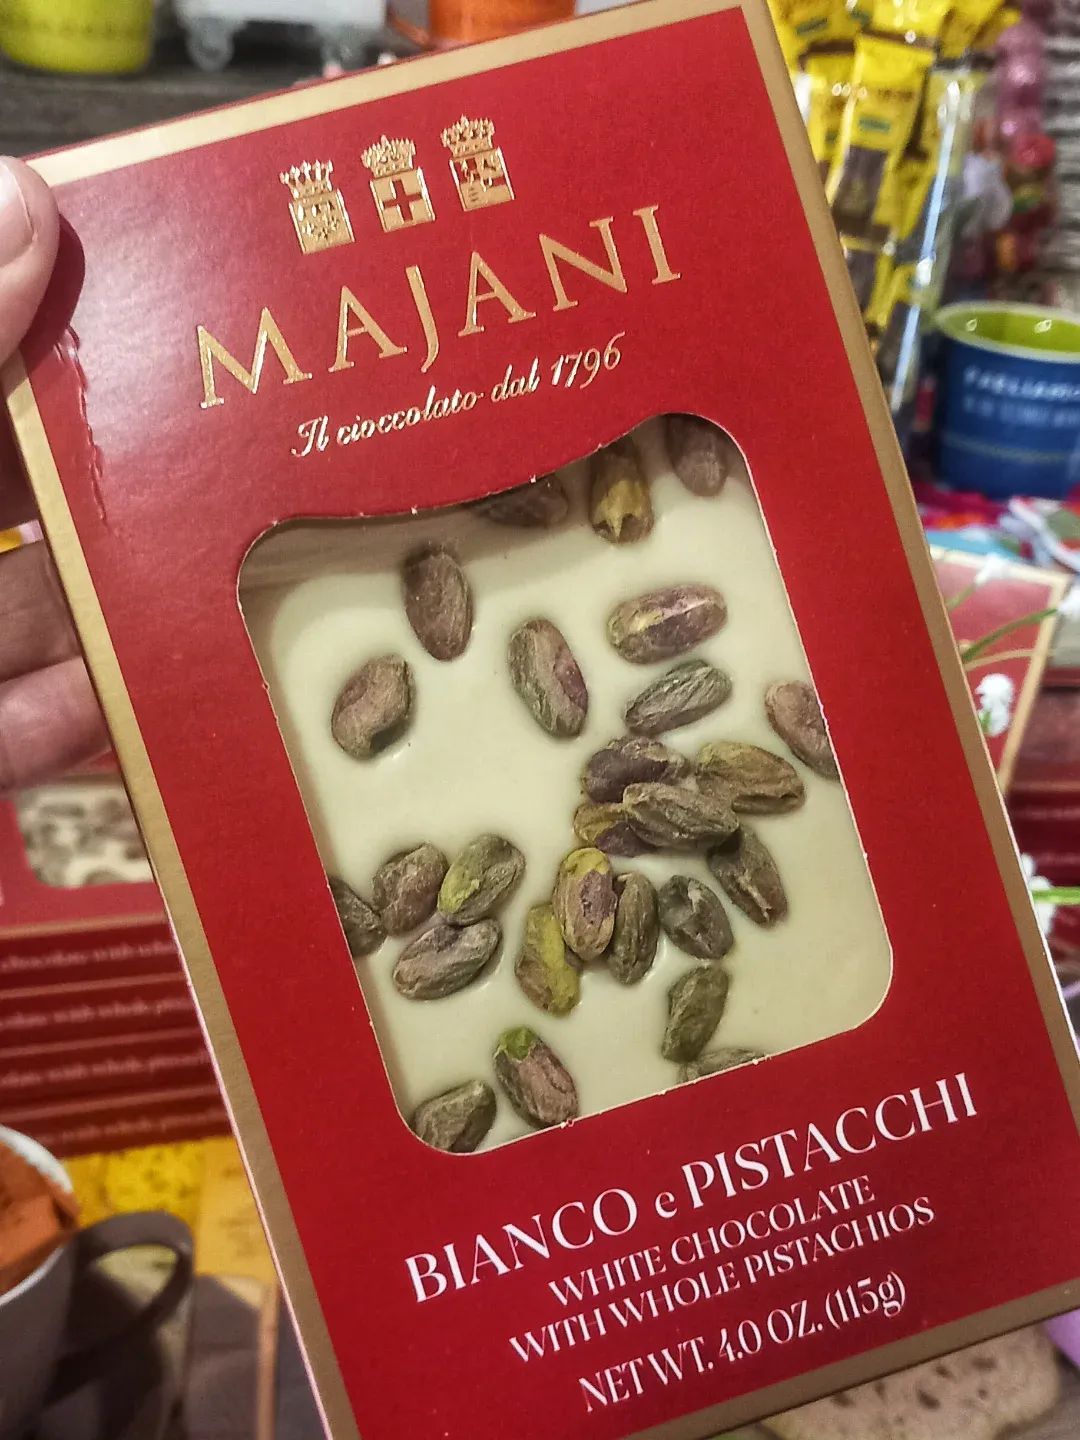 MAJANI
Il cioccolato dal 1796
BIANCO e PISTACCHI
WHITE CHOCOLATE
WITH WHOLE PISTACHIOS
NET WT. 4.0 OZ. (115g)